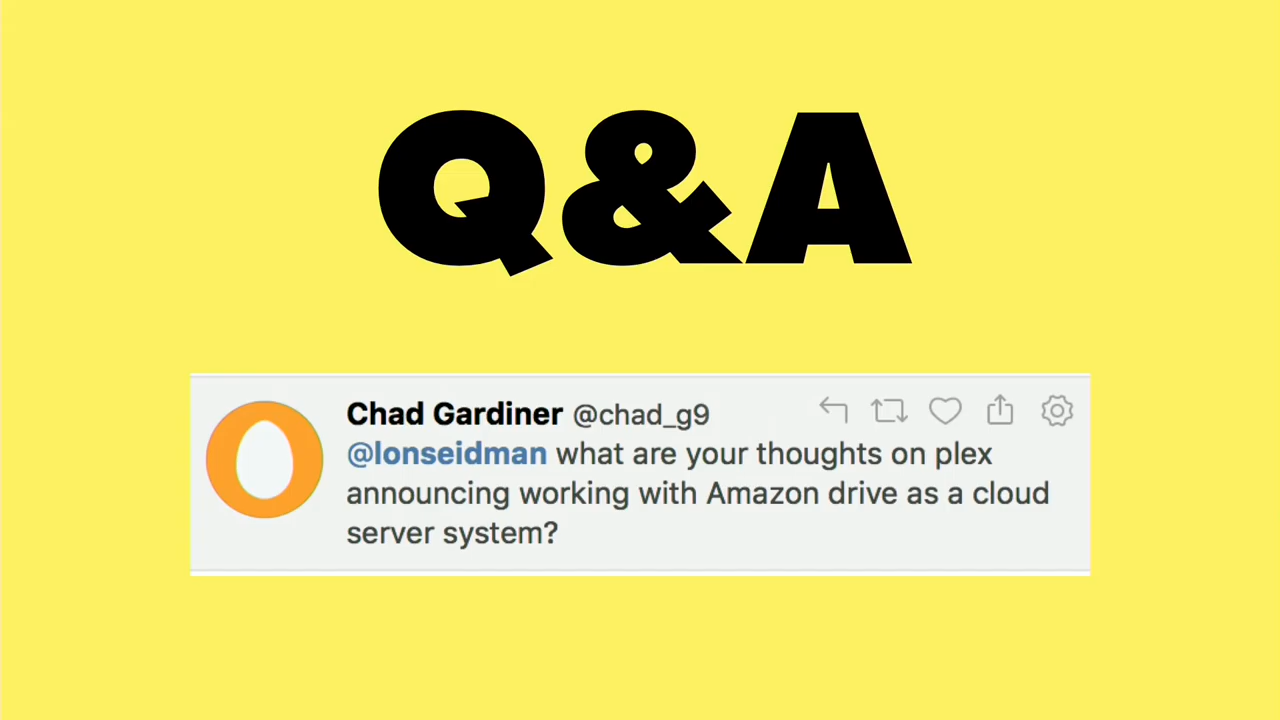 Q&A
Chad Gardiner @chad_g9
@lonseidman what are your thoughts on plex
announcing working with Amazon drive as a cloud
server system?